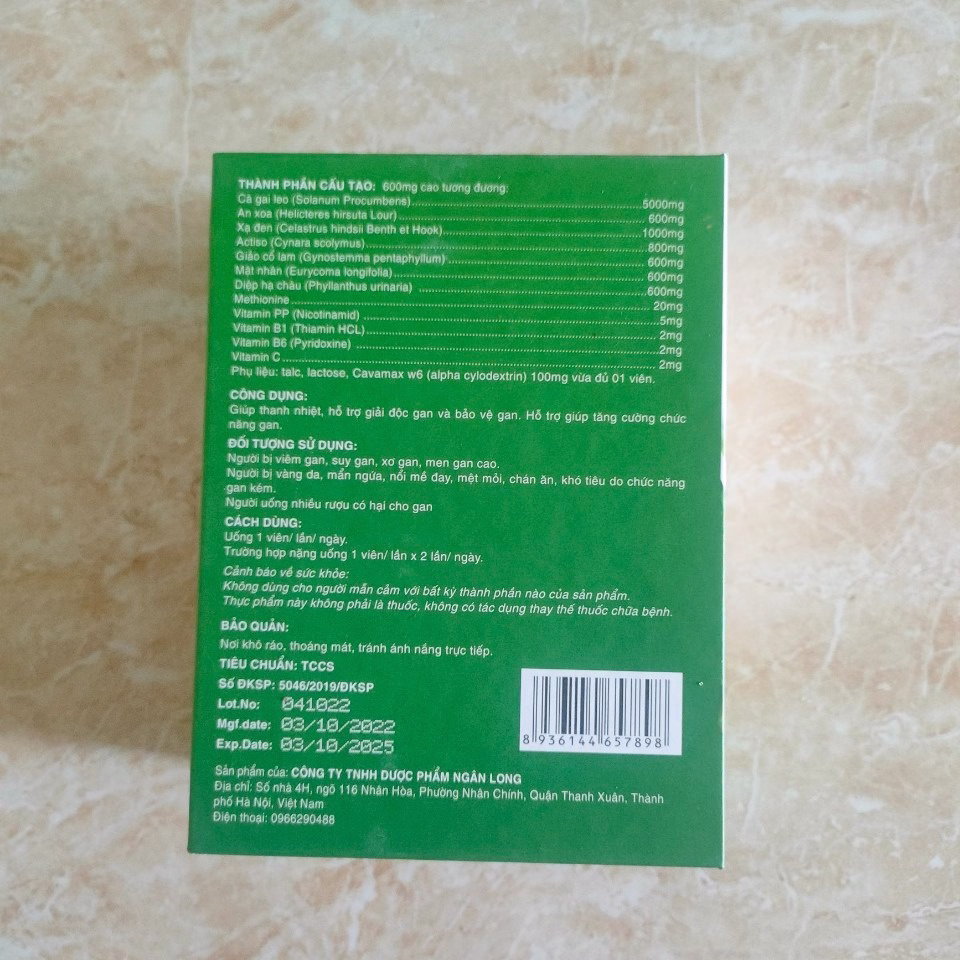 THÀNH PHẦN CẤU TẠO: 600mg cao tương đương:
Cà gai leo (Solanum Procumbens)........5000mg
An xoa (Helicteres hirsuta Lour)........600mg
Xạ đen (Celastrus hindsii Benth et Hook)........1000mg
Actiso (Cynara scolymus)........800mg
Giảo cổ lam (Gynostemma pentaphyllum)........600mg
Mật nhân (Eurycoma longifolia)........600mg
Diệp hạ châu (Phyllanthus urinaria)........600mg
Methionine........20mg
Vitamin PP (Nicotinamid)........5mg
Vitamin B1 (Thiamin HCL)........2mg
Vitamin B6 (Pyridoxine)........2mg
Vitamin C........2mg
Phụ liệu: talc, lactose, Cavamax w6 (alpha cylodextrin) 100mg vừa đủ 01 viên.
CÔNG DỤNG:
Giúp thanh nhiệt, hỗ trợ giải độc gan và bảo vệ gan. Hỗ trợ giúp tăng cường chức
năng gan.
ĐỐI TƯỢNG SỬ DỤNG:
Người bị viêm gan, suy gan, xơ gan, men gan cao.
Người bị vàng da, mẩn ngứa, nổi mề đay, mệt mỏi, chán ăn, khó tiêu do chức năng
gan kém.
Người uống nhiều rượu có hại cho gan
CÁCH DÙNG:
Uống 1 viên/ lần/ ngày.
Trường hợp nặng uống 1 viên/ lần x 2 lần/ ngày.
Cảnh báo về sức khỏe:
Không dùng cho người mẫn cảm với bất kỳ thành phần nào của sản phẩm.
Thực phẩm này không phải là thuốc, không có tác dụng thay thế thuốc chữa bệnh.
BẢO QUẢN:
Nơi khô ráo, thoáng mát, tránh ánh nắng trực tiếp.
TIÊU CHUẨN: TCCS
Số ĐKSP: 5046/2019/ĐKSP
Lot.No: 041022
Mgf.date: 03/10/2022
Exp.Date: 03/10/2025
8 936144 657898
Sản phẩm của: CÔNG TY TNHH DƯỢC PHẨM NGÂN LONG
Địa chỉ: Số nhà 4H, ngõ 116 Nhân Hòa, Phường Nhân Chính, Quận Thanh Xuân, Thành
phố Hà Nội, Việt Nam
Điện thoại: 0966290488